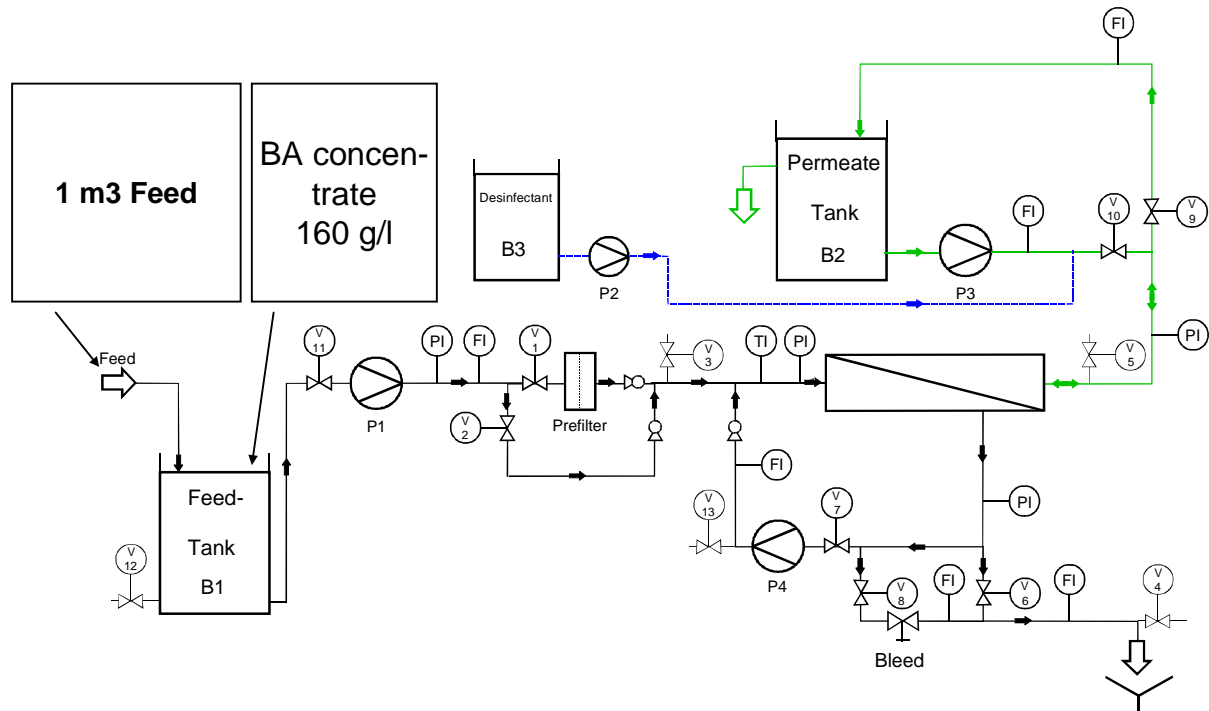 FI
1 m3 Feed
BA concen-
trate
160 g/l
Permeate
Tank
B2
Desinfectant
B3
P2
FI
V
10
V
9
P3
Feed
V
11
PI
FI
V
1
V
3
TI
PI
V
5
PI
P1
V
2
Prefilter
FI
PI
Feed-
Tank
B1
V
12
V
13
V
7
P4
V
8
FI
V
6
FI
V
4
Bleed